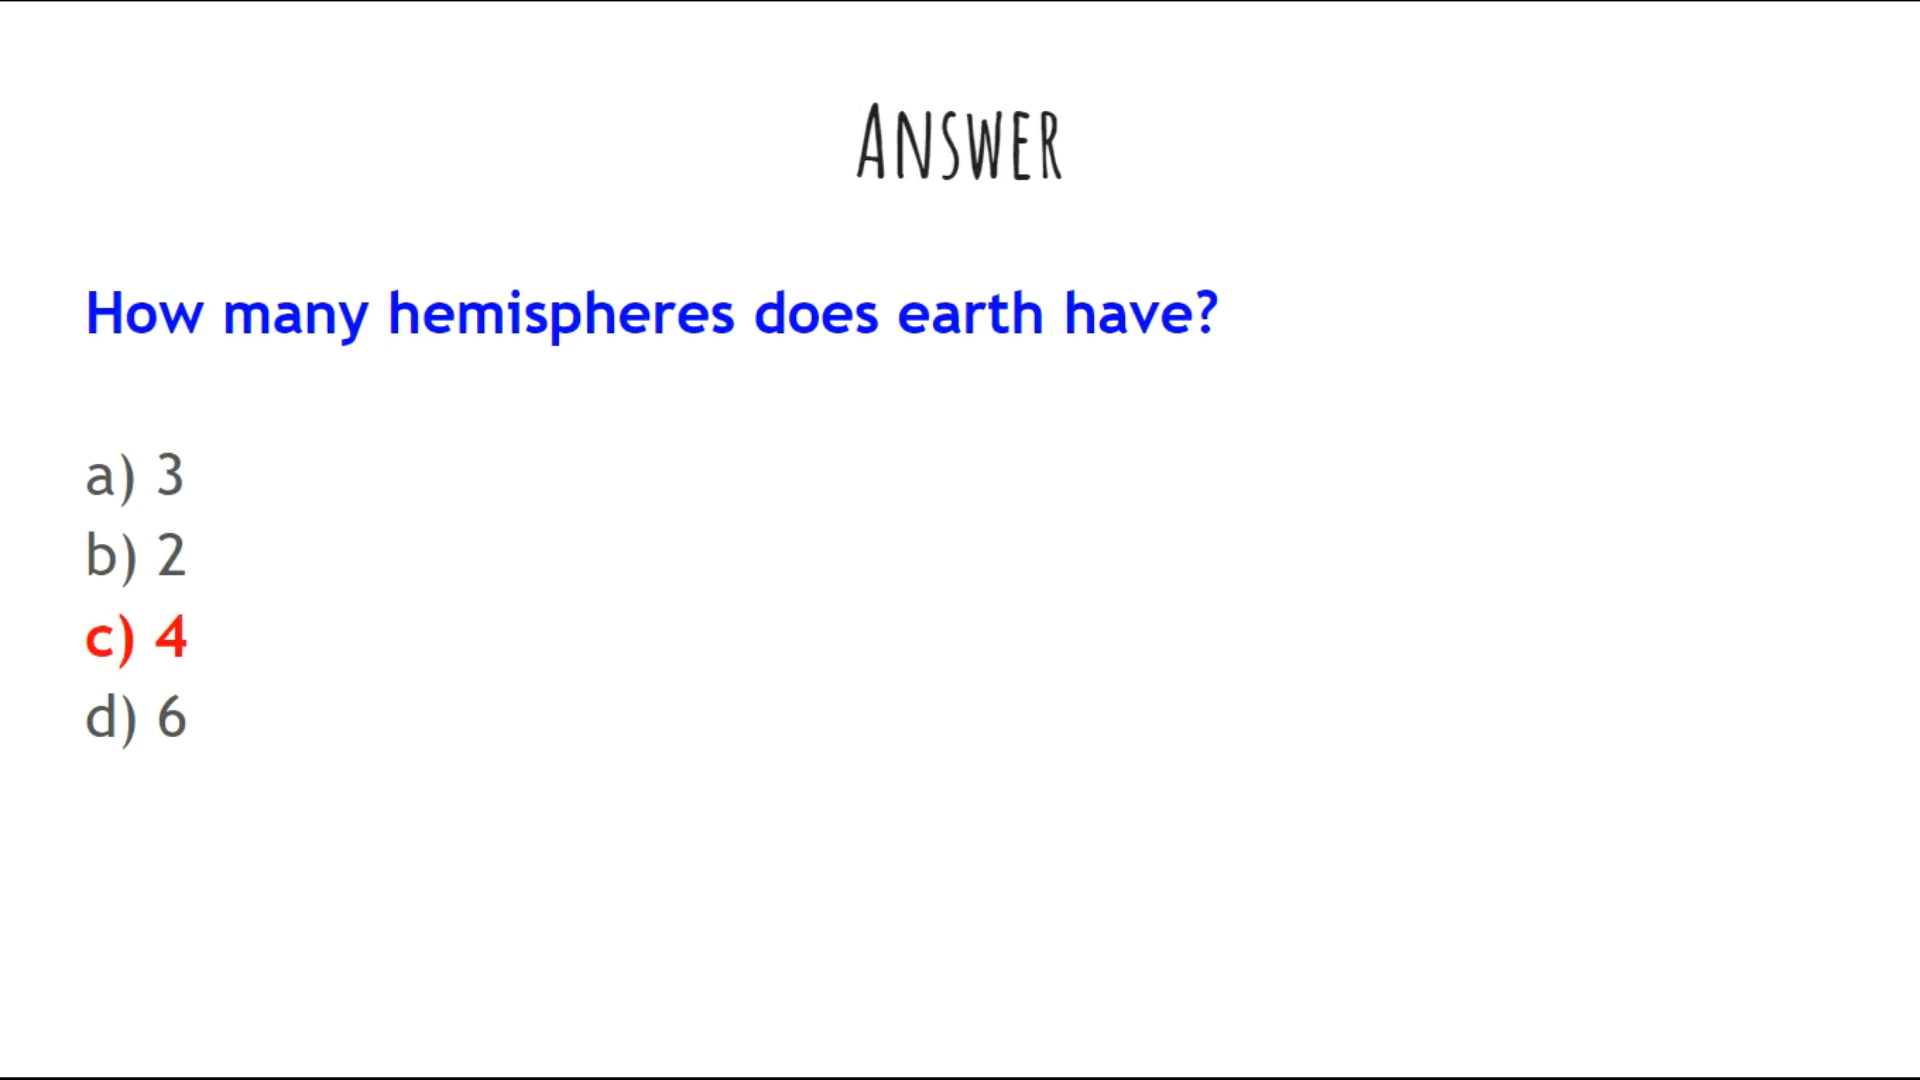 Answer
How many hemispheres does earth have?
a) 3
b) 2
c) 4
d) 6